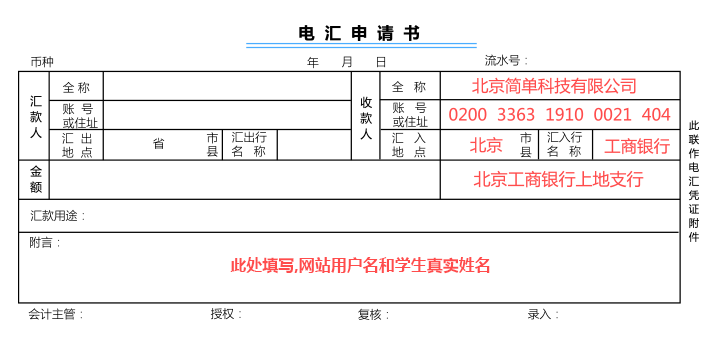 电汇申请书
币种 年 月 日 流水号：
汇款人 全称 收款人 全称 北京简单科技有限公司
账号或住址 账号或住址 0200 3363 1910 0021 404
汇出地点 省 市县 汇出行名称 汇入地点 北京 市县 汇入行名称 工商银行
金额 北京工商银行上地支行
汇款用途：
附言：
此处填写,网站用户名和学生真实姓名
此联作电汇凭证附件
会计主管： 授权： 复核： 录入：